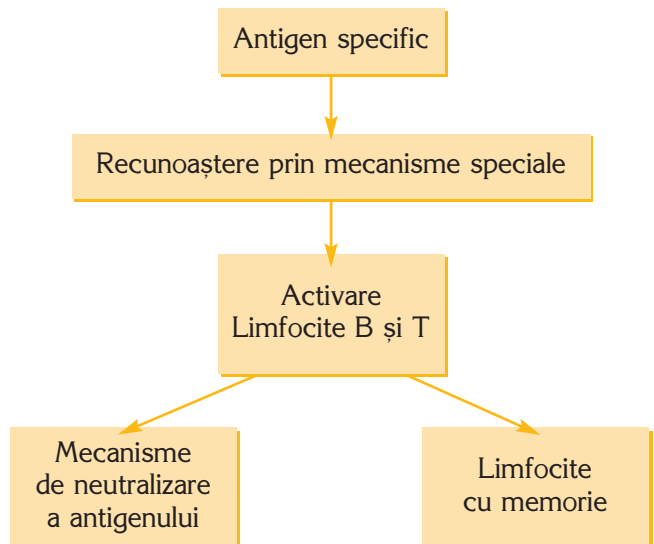 Antigen specific
Recunoaștere prin mecanisme speciale
Activare
Limfocite B și T
Mecanisme
de neutralizare
a antigenului
Limfocite
cu memorie